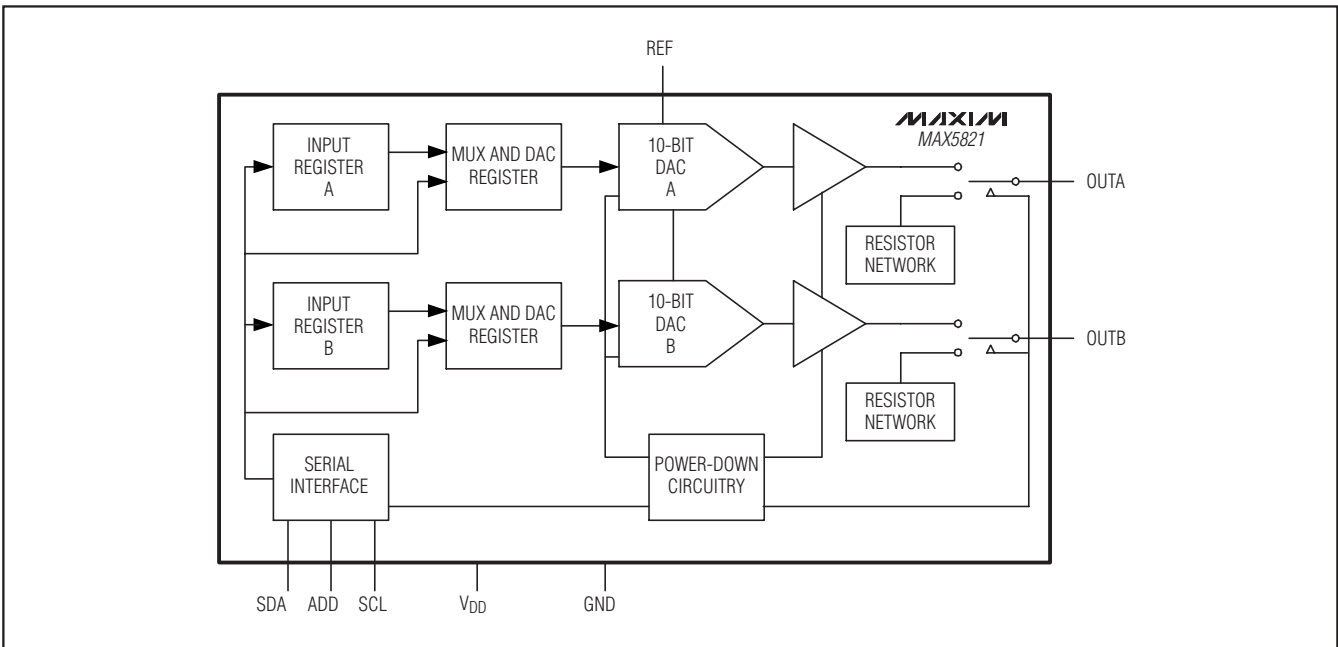 REF
MAXIM
MAX5821
INPUT
REGISTER
A
MUX AND DAC
REGISTER
10-BIT
DAC
A
OUTA
RESISTOR
NETWORK
INPUT
REGISTER
B
MUX AND DAC
REGISTER
10-BIT
DAC
B
OUTB
RESISTOR
NETWORK
SERIAL
INTERFACE
POWER-DOWN
CIRCUITRY
SDA ADD SCL VDD GND